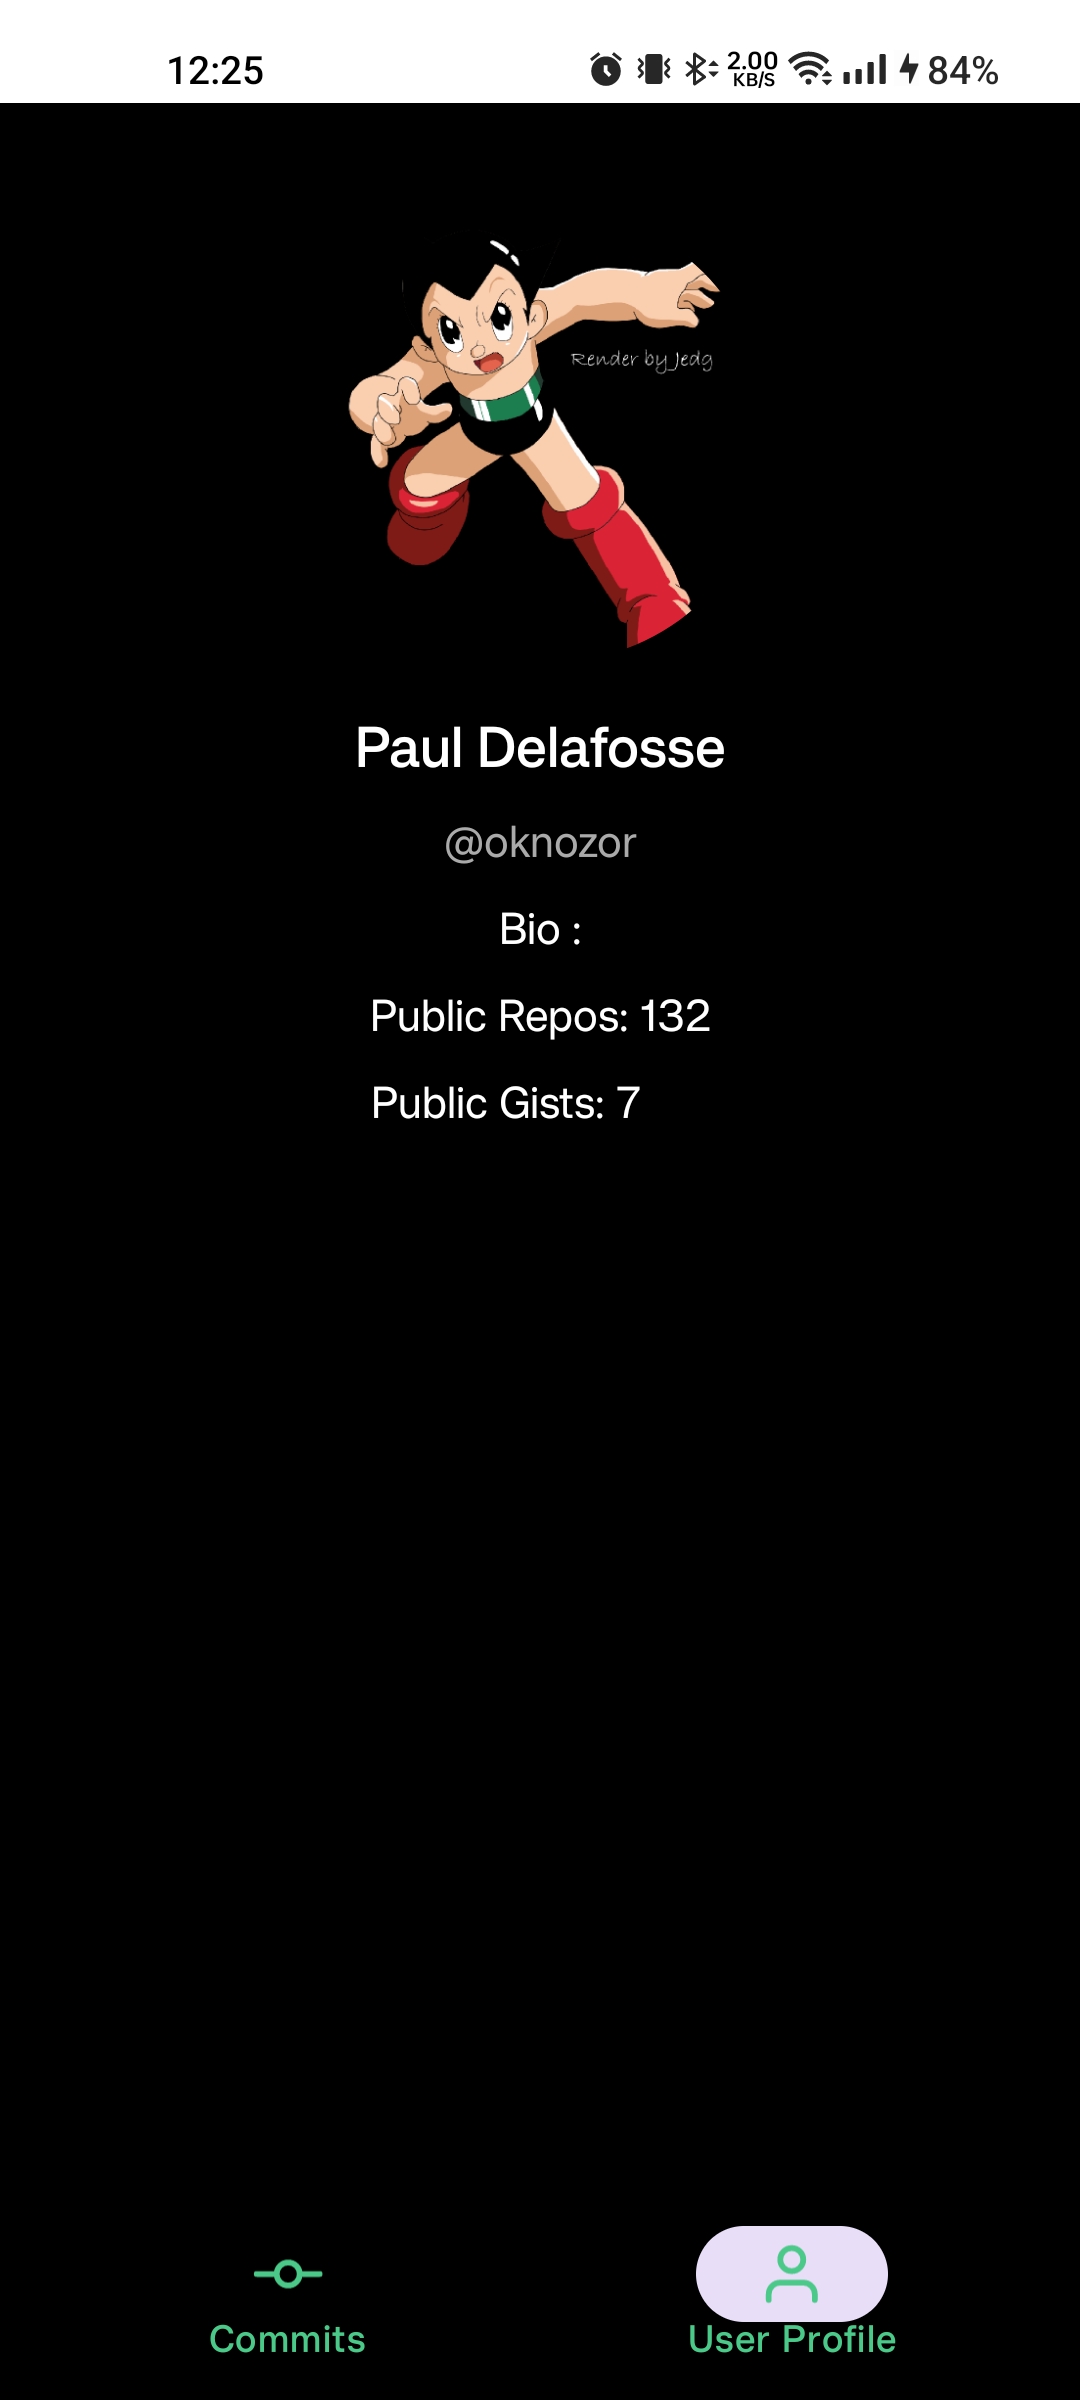 12:25
2.00
KB/S
84%
Render by Jedg
Paul Delafosse
@oknozor
Bio :
Public Repos: 132
Public Gists: 7
Commits
User Profile